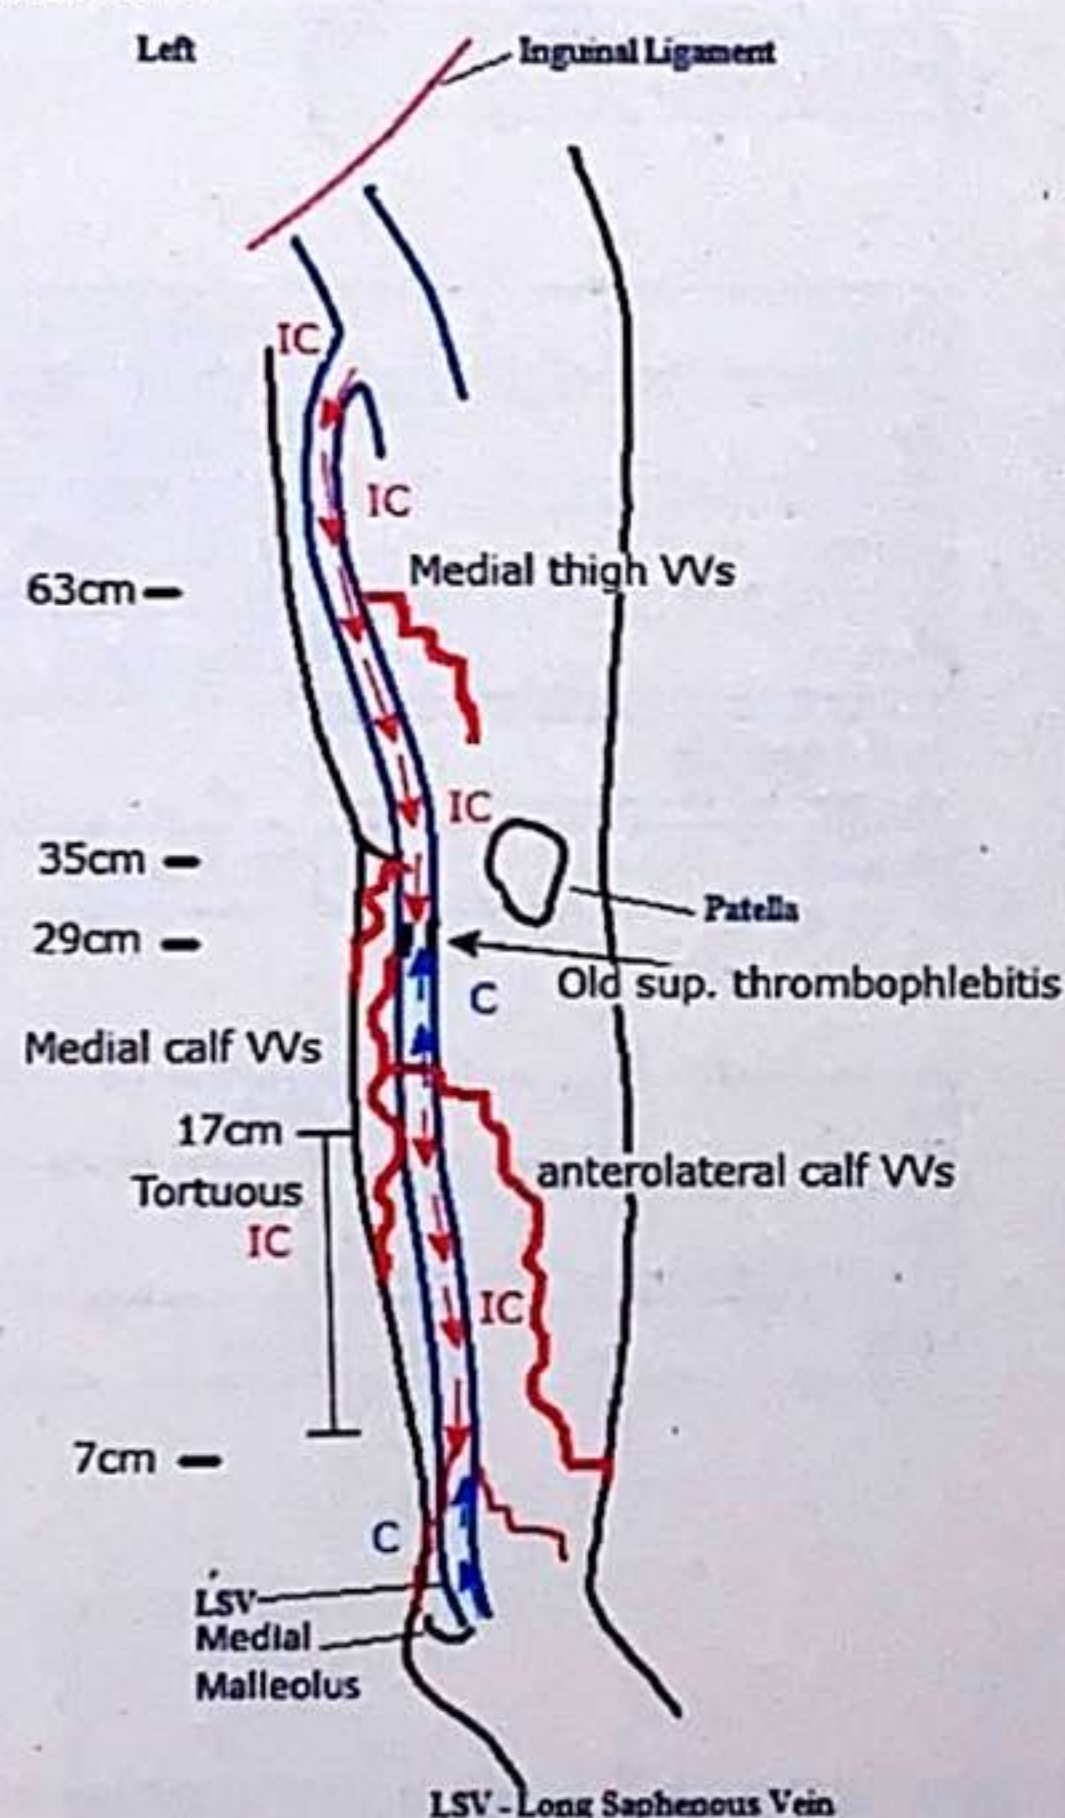 Left
Inguinal Ligament
IC
IC
Medial thigh VVs
63cm
IC
35cm
Patella
29cm
Old sup. thrombophlebitis
C
Medial calf VVs
17cm
anterolateral calf VVs
Tortuous
IC
IC
7cm
C
LSV
Medial
Malleolus
LSV - Long Saphenous Vein